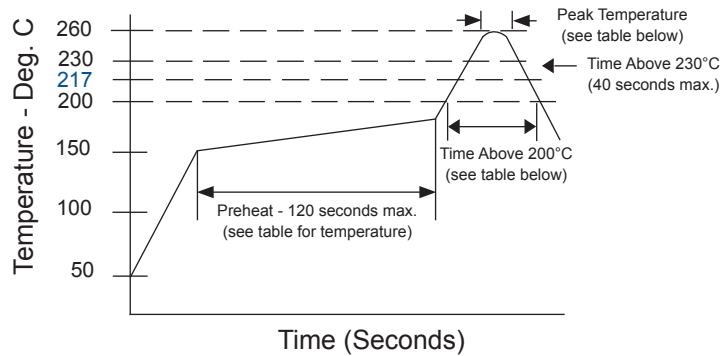 Temperature - Deg. C
260
230
217
200
150
100
50
Peak Temperature
(see table below)
Time Above 230°C
(40 seconds max.)
Time Above 200°C
(see table below)
Preheat - 120 seconds max.
(see table for temperature)
Time (Seconds)